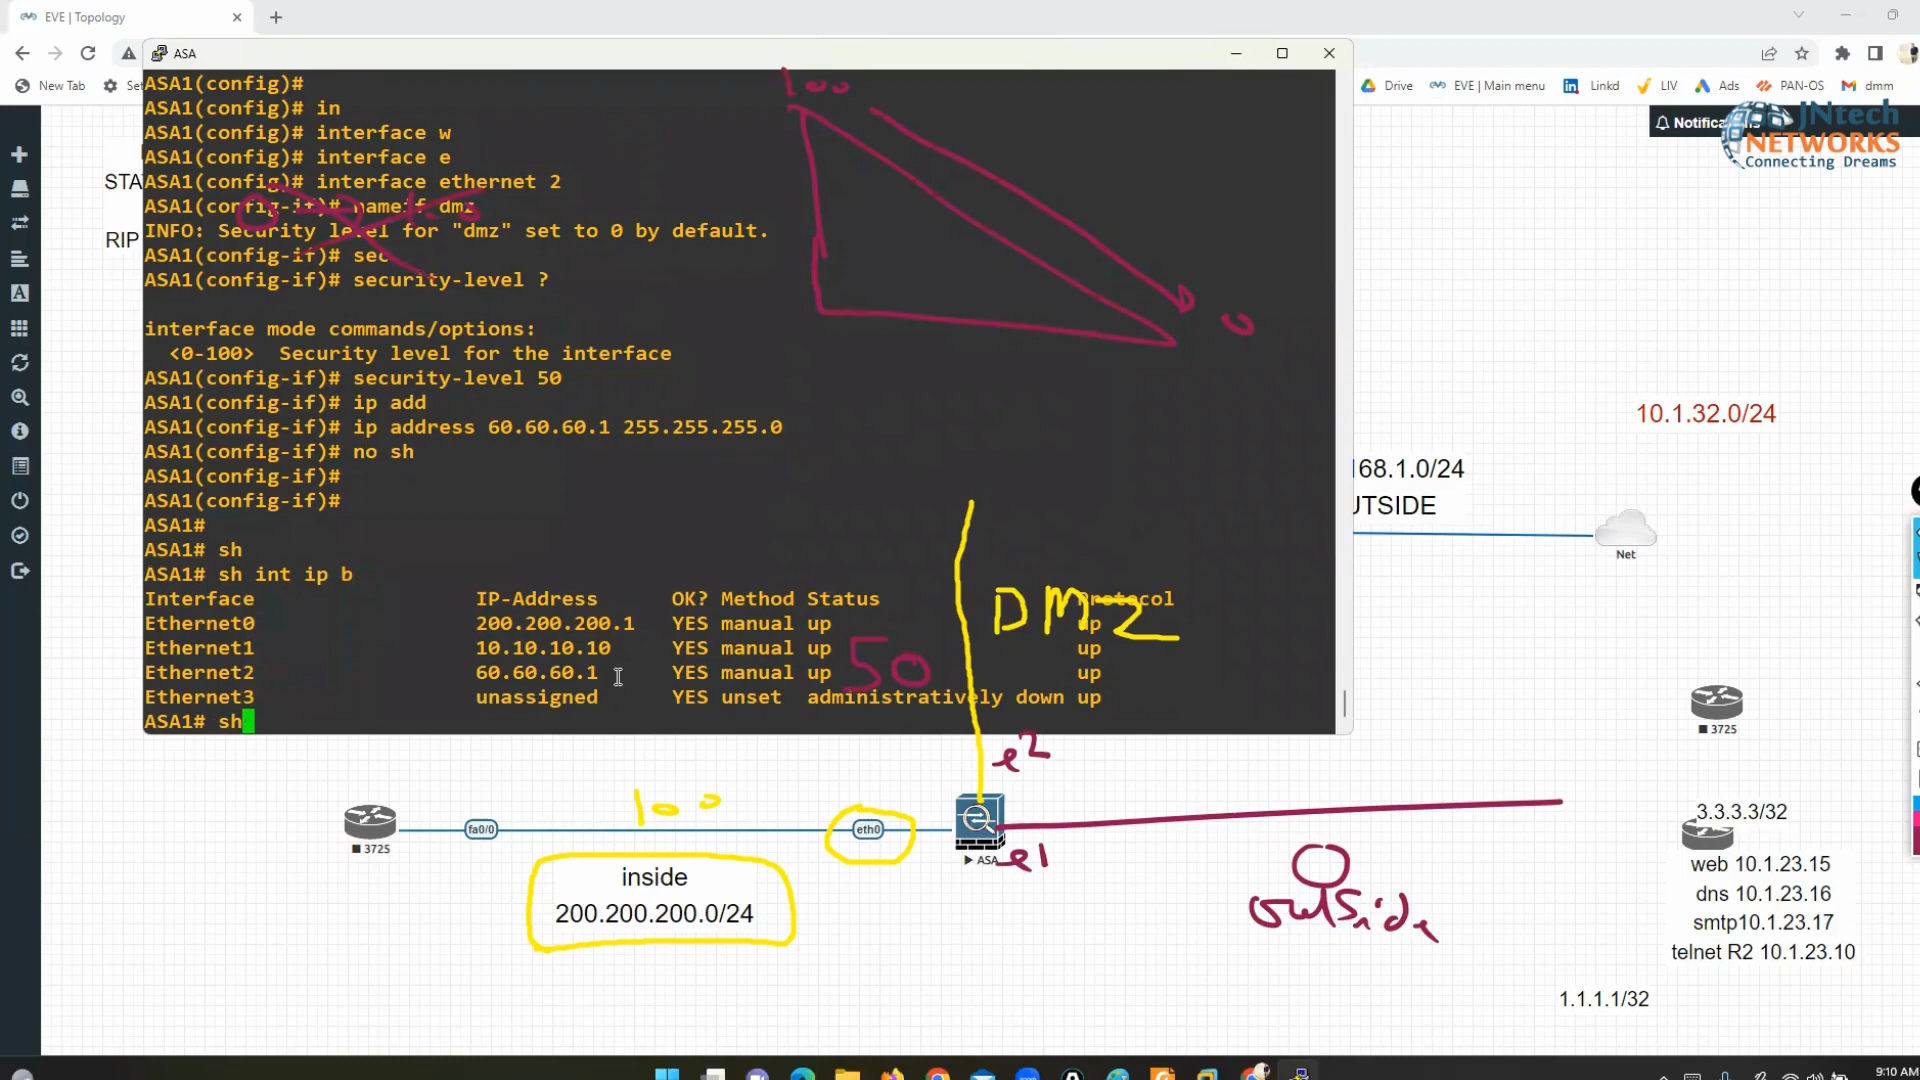 EVE | Topology
ASA
New Tab
Drive
EVE | Main menu
Linkd
LIV
Ads
PAN-OS
dmm
JNtech
NETWORKS
Connecting Dreams
STA
RIP
ASA1(config)#
ASA1(config)# in
ASA1(config)# interface w
ASA1(config)# interface e
ASA1(config)# interface ethernet 2
ASA1(config-if)# nameif dmz
INFO: Security level for "dmz" set to 0 by default.
ASA1(config-if)# sec
ASA1(config-if)# security-level ?
interface mode commands/options:
<0-100> Security level for the interface
ASA1(config-if)# security-level 50
ASA1(config-if)# ip add
ASA1(config-if)# ip address 60.60.60.1 255.255.255.0
ASA1(config-if)# no sh
ASA1(config-if)#
ASA1(config-if)#
ASA1#
ASA1# sh
ASA1# sh int ip b
Interface IP-Address OK? Method Status Protocol
Ethernet0 200.200.200.1 YES manual up up
Ethernet1 10.10.10.10 YES manual up up
Ethernet2 60.60.60.1 YES manual up up
Ethernet3 unassigned YES unset administratively down up
ASA1# sh
100
0
DMZ
50
10.1.32.0/24
168.1.0/24
Net
3725
e2
100
3725
fa0/0
eth0
ASA
e1
inside
200.200.200.0/24
0
outside
3.3.3.3/32
web 10.1.23.15
dns 10.1.23.16
smtp10.1.23.17
telnet R2 10.1.23.10
1.1.1.1/32
9:10 AM